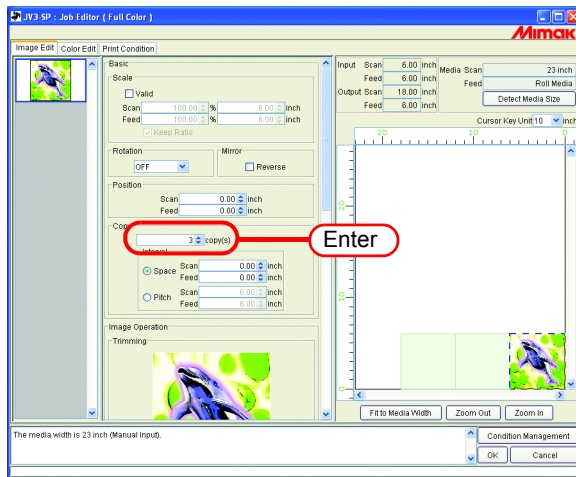 JV3-SP : Job Editor ( Full Color )
Mimak
Image Edit Color Edit Print Condition
Basic
Scale
Valid
Scan 100.00 % 6.00 inch
Feed 100.00 % 6.00 inch
Keep Ratio
Rotation
OFF
Mirror
Reverse
Position
Scan 0.00 inch
Feed 0.00 inch
Cop
3 copy(s)
Enter
Interval
Space Scan 0.00 inch
Feed 0.00 inch
Pitch Scan 6.00 inch
Feed 6.00 inch
Image Operation
Trimming
Input Scan 6.00 inch
Feed 6.00 inch
Output Scan 18.00 inch
Feed 6.00 inch
Media Scan 23 inch
Feed Roll Media
Detect Media Size
Cursor Key Unit 10 inch
20 10 0
20
10
0
Fit to Media Width Zoom Out Zoom In
The media width is 23 inch (Manual Input).
Condition Management
OK Cancel